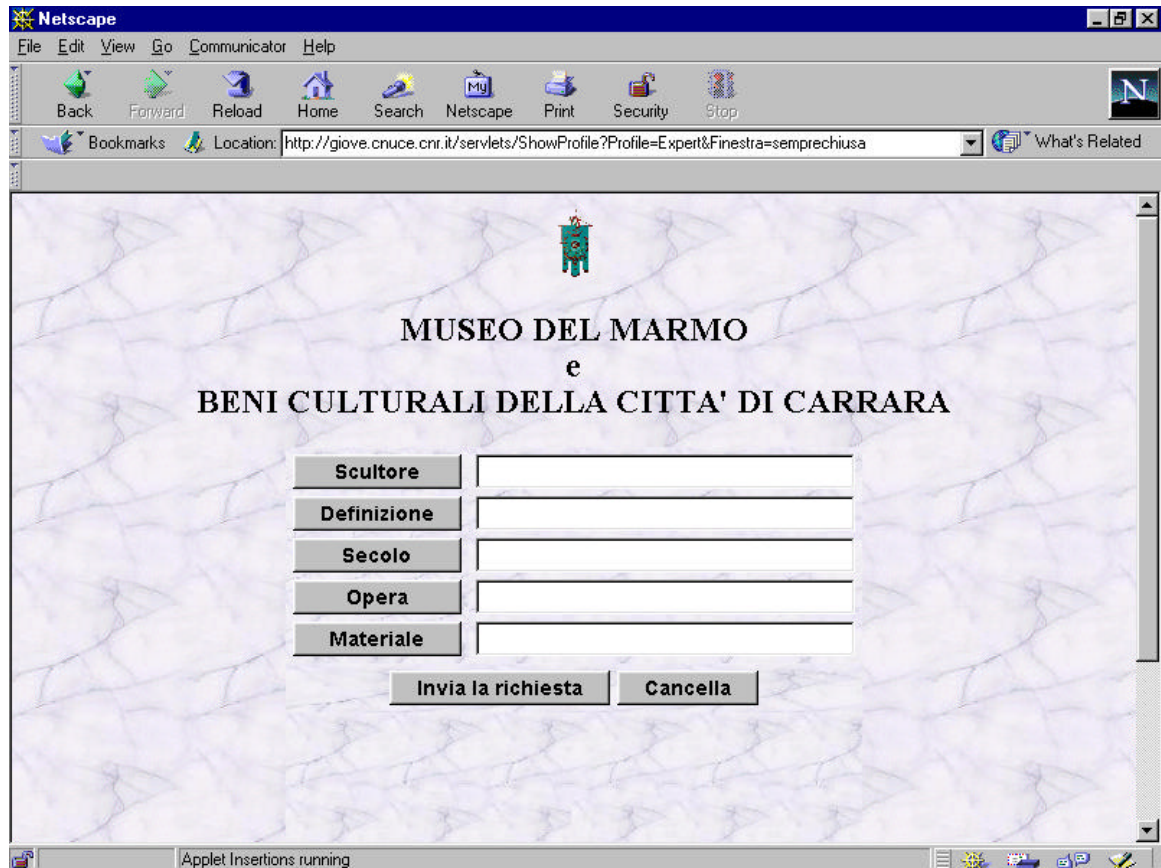 Netscape
File Edit View Go Communicator Help
My
N
Back Forward Reload Home Search Netscape Print Security Stop
Bookmarks Location: http://giove.cnuce.cnr.it/servlets/ShowProfile?Profile=Expert&Finestra=semprechiusa What's Related
MUSEO DEL MARMO
e
BENI CULTURALI DELLA CITTA' DI CARRARA
Scultore
Definizione
Secolo
Opera
Materiale
Invia la richiesta Cancella
Applet Insertions running